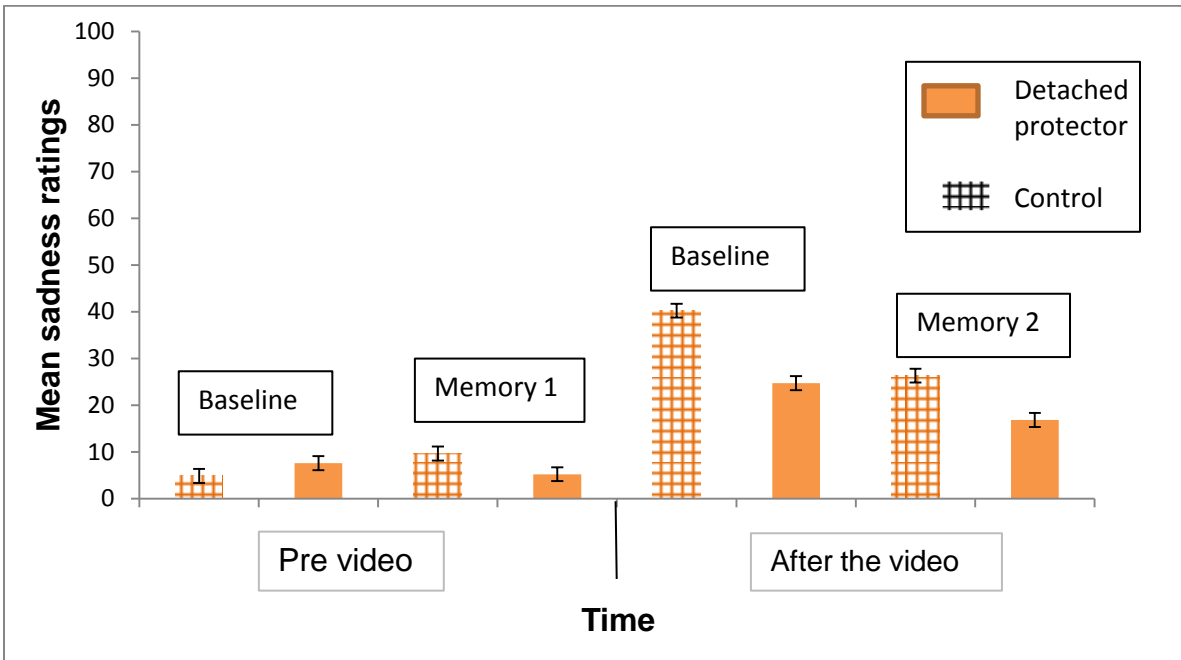 Mean sadness ratings
100
90
80
70
60
50
40
30
20
10
0
Detached
protector
Control
Baseline
Memory 1
Baseline
Memory 2
Pre video
After the video
Time